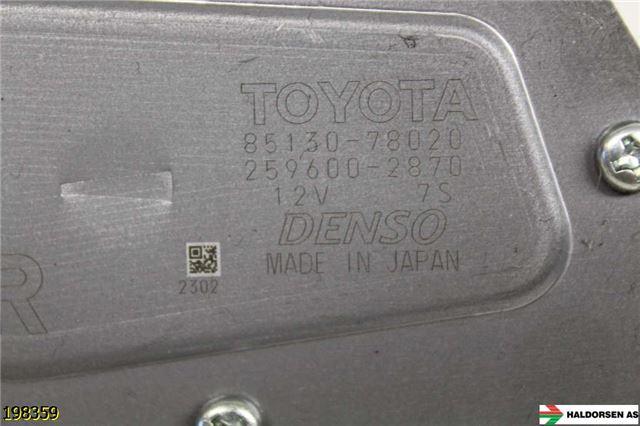 TOYOTA
85130-78020
259600-2870
12V 7S
DENSO
MADE IN JAPAN
2302
R
198359
HALDORSEN AS